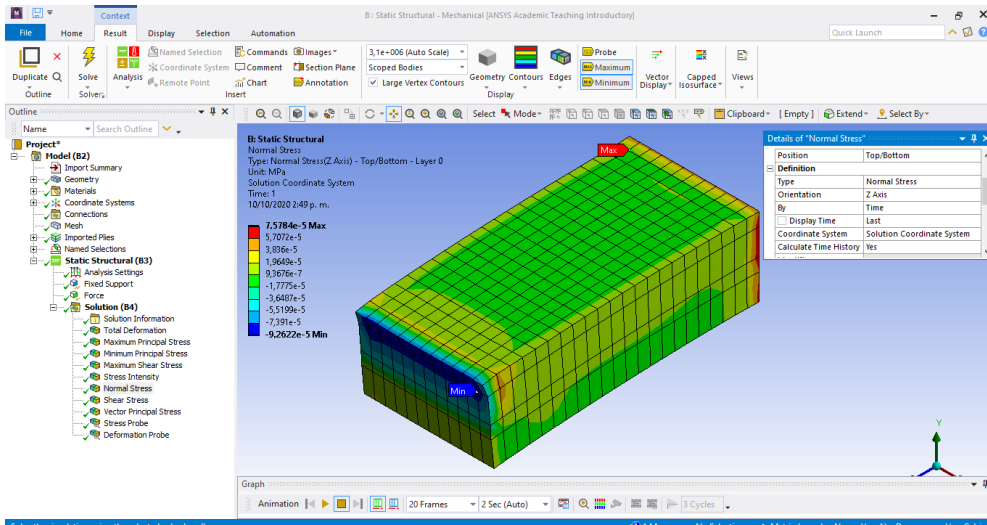 Context
B : Static Structural - Mechanical [ANSYS Academic Teaching Introductory]
File Home Result Display Selection Automation
Quick Launch
Duplicate
Outline
Solve
Solvers
Analysis
Named Selection
Coordinate System
Remote Point
Commands
Comment
Chart
Images
Section Plane
Annotation
Insert
3,1e+006 (Auto Scale)
Scoped Bodies
Large Vertex Contours
Geometry Contours Edges
Probe
Maximum
Minimum
Display
Vector Display
Capped Isosurface
Views
Outline
Name Search Outline
Select Mode
Clipboard [ Empty ] Extend Select By
Project*
Model (B2)
Import Summary
Geometry
Materials
Coordinate Systems
Connections
Mesh
Imported Plies
Named Selections
Static Structural (B3)
Analysis Settings
Fixed Support
Force
Solution (B4)
Solution Information
Total Deformation
Maximum Principal Stress
Minimum Principal Stress
Maximum Shear Stress
Stress Intensity
Normal Stress
Shear Stress
Vector Principal Stress
Stress Probe
Deformation Probe
B: Static Structural
Normal Stress
Type: Normal Stress(Z Axis) - Top/Bottom - Layer 0
Unit: MPa
Solution Coordinate System
Time: 1
10/10/2020 2:49 p. m.
7,5784e-5 Max
5,7072e-5
3,836e-5
1,9649e-5
9,3676e-7
-1,7775e-5
-3,6487e-5
-5,5199e-5
-7,391e-5
-9,2622e-5 Min
Max
Min
Y
Details of "Normal Stress"
Position Top/Bottom
Definition
Type Normal Stress
Orientation Z Axis
By Time
Display Time Last
Coordinate System Solution Coordinate System
Calculate Time History Yes
Graph
Animation 20 Frames 2 Sec (Auto) 3 Cycles